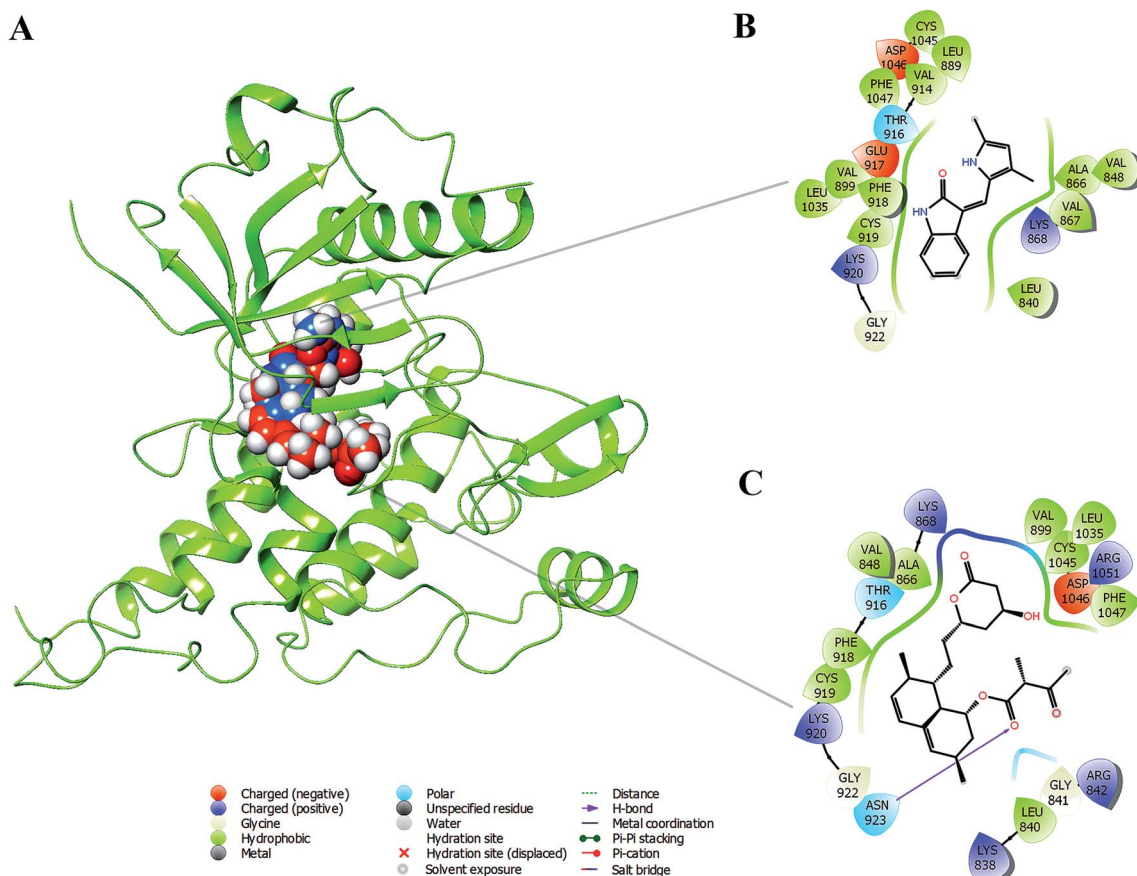 A
B
CYS
1045
ASP
1046
LEU
889
VAL
914
PHE
1047
THR
916
GLU
917
VAL
899
LEU
1035
PHE
918
CYS
919
LYS
920
GLY
922
O
HN
HN
ALA
866
VAL
848
VAL
867
LYS
868
LEU
840
C
LYS
868
VAL
848
ALA
866
THR
916
PHE
918
CYS
919
LYS
920
GLY
922
ASN
923
VAL
899
LEU
1035
CYS
1045
ARG
1051
ASP
1046
PHE
1047
O
O
OH
O
O
O
GLY
841
ARG
842
LEU
840
LYS
838
Charged (negative)
Charged (positive)
Glycine
Hydrophobic
Metal
Polar
Unspecified residue
Water
Hydration site
Hydration site (displaced)
Solvent exposure
Distance
H-bond
Metal coordination
Pi-Pi stacking
Pi-cation
Salt bridge